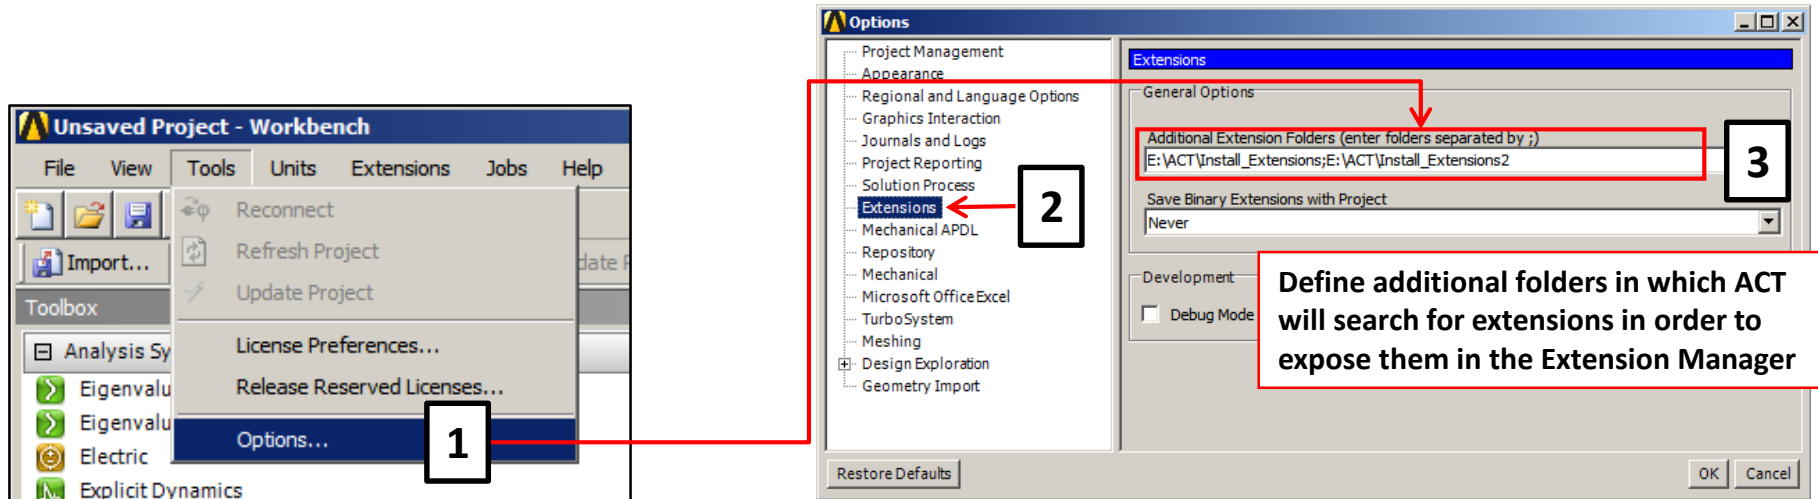 Unsaved Project - Workbench
File View Tools Units Extensions Jobs Help
Reconnect
Refresh Project
Import...
Update Project
Toolbox
License Preferences...
Analysis Sy
Release Reserved Licenses...
Eigenvalu
Eigenvalu
Options...
1
Electric
Explicit Dynamics
Options
Project Management
Appearance
Regional and Language Options
Graphics Interaction
Journals and Logs
Project Reporting
Solution Process
Extensions
2
Mechanical APDL
Repository
Mechanical
Microsoft Office Excel
TurboSystem
Meshing
Design Exploration
Geometry Import
Extensions
General Options
Additional Extension Folders (enter folders separated by ;)
E:\ACT\Install_Extensions;E:\ACT\Install_Extensions2
3
Save Binary Extensions with Project
Never
Development
Debug Mode
Define additional folders in which ACT
will search for extensions in order to
expose them in the Extension Manager
Restore Defaults
OK Cancel